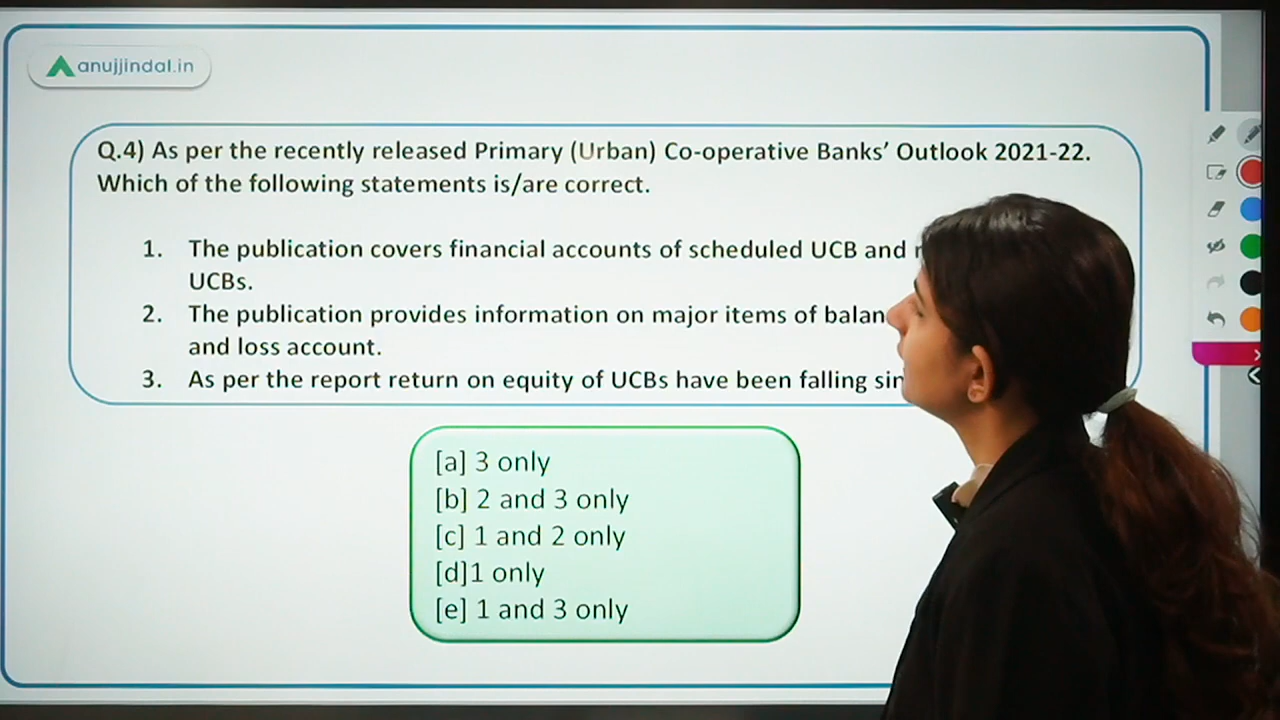 anujjindal.in
Q.4) As per the recently released Primary (Urban) Co-operative Banks' Outlook 2021-22.
Which of the following statements is/are correct.
1. The publication covers financial accounts of scheduled UCB and
UCBs.
2. The publication provides information on major items of
and loss account.
3. As per the report return on equity of UCBs have been falling
[a] 3 only
[b] 2 and 3 only
[c] 1 and 2 only
[d]1 only
[e] 1 and 3 only